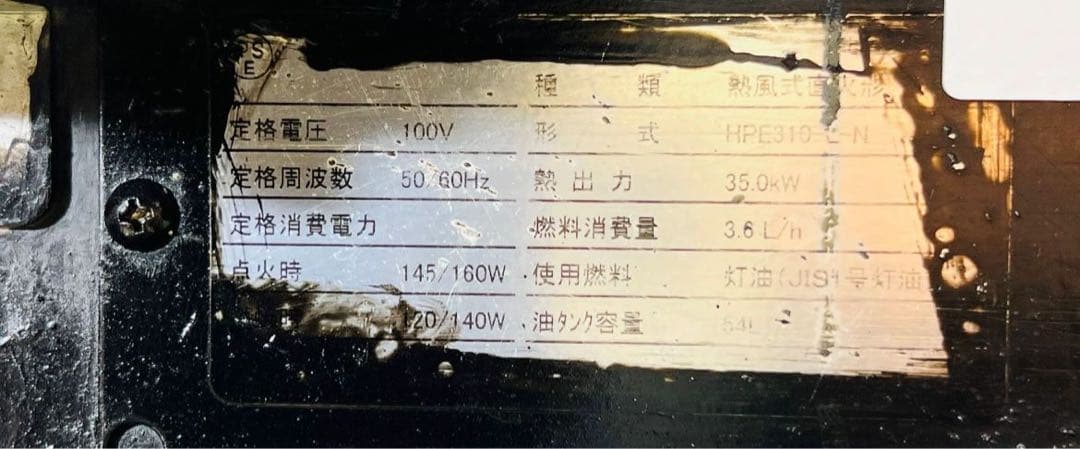 PS
E
種 類 熱風式直火形
定格電圧 100V 形 式 HPE310-L-N
定格周波数 50/60Hz 熱出力 35.0kW
定格消費電力 燃料消費量 3.6 L/h
点火時 145/160W 使用燃料 灯油(JIS1号灯油
120/140W 油タンク容量 54L